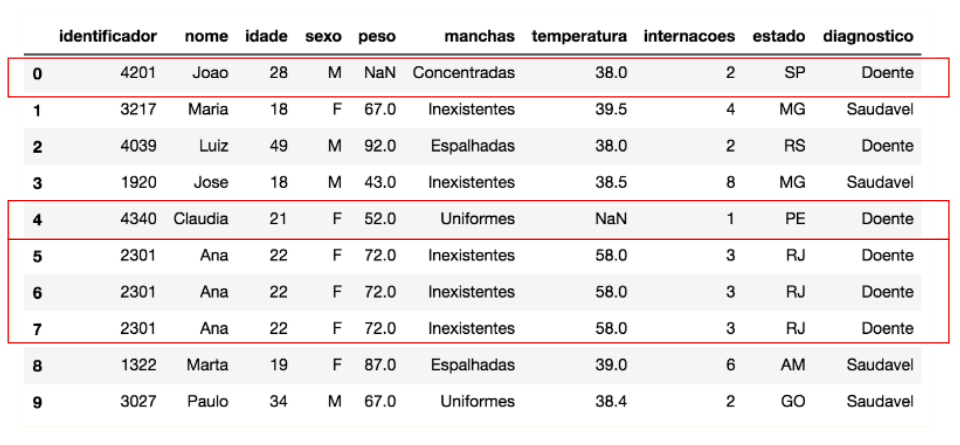 identificador nome idade sexo peso manchas temperatura internacoes estado diagnostico
0 4201 Joao 28 M NaN Concentradas 38.0 2 SP Doente
1 3217 Maria 18 F 67.0 Inexistentes 39.5 4 MG Saudavel
2 4039 Luiz 49 M 92.0 Espalhadas 38.0 2 RS Doente
3 1920 Jose 18 M 43.0 Inexistentes 38.5 8 MG Saudavel
4 4340 Claudia 21 F 52.0 Uniformes NaN 1 PE Doente
5 2301 Ana 22 F 72.0 Inexistentes 58.0 3 RJ Doente
6 2301 Ana 22 F 72.0 Inexistentes 58.0 3 RJ Doente
7 2301 Ana 22 F 72.0 Inexistentes 58.0 3 RJ Doente
8 1322 Marta 19 F 87.0 Espalhadas 39.0 6 AM Saudavel
9 3027 Paulo 34 M 67.0 Uniformes 38.4 2 GO Saudavel